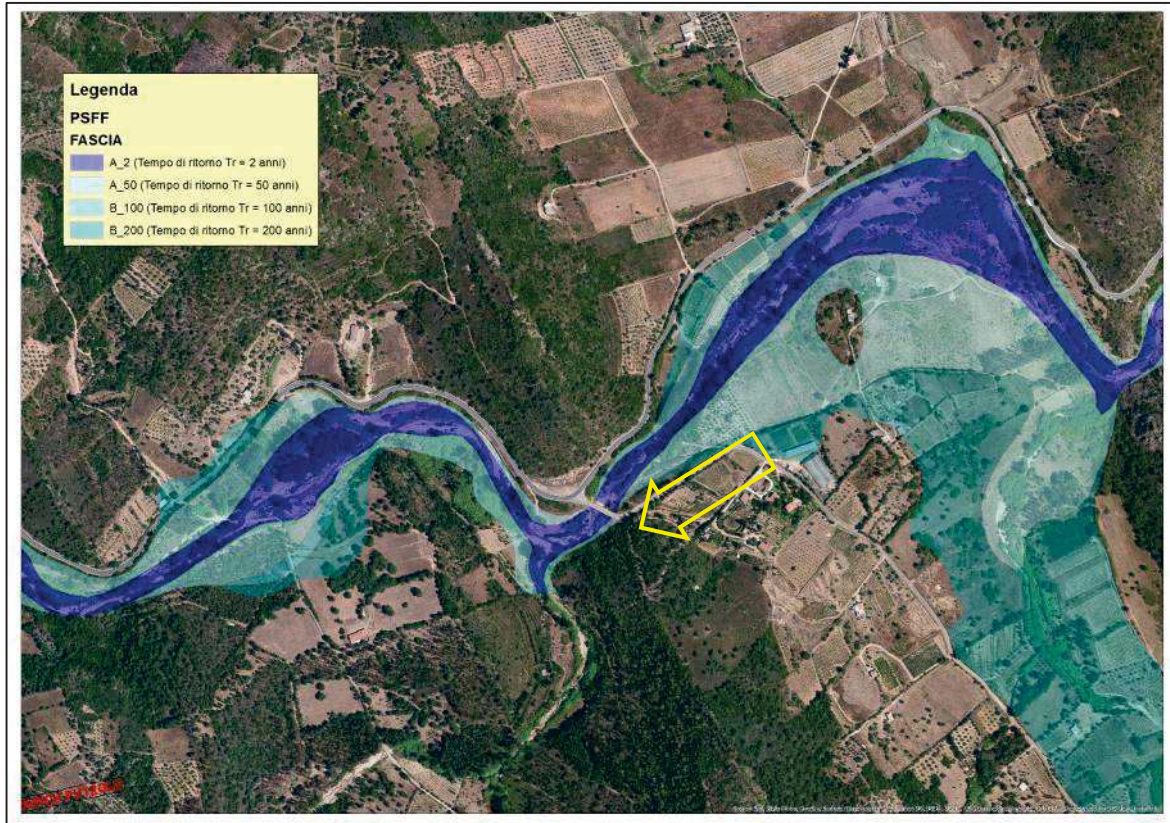 Legenda
PSFF
FASCIA
A_2 (Tempo di ritorno Tr = 2 anni)
A_50 (Tempo di ritorno Tr = 50 anni)
B_100 (Tempo di ritorno Tr = 100 anni)
B_200 (Tempo di ritorno Tr = 200 anni)